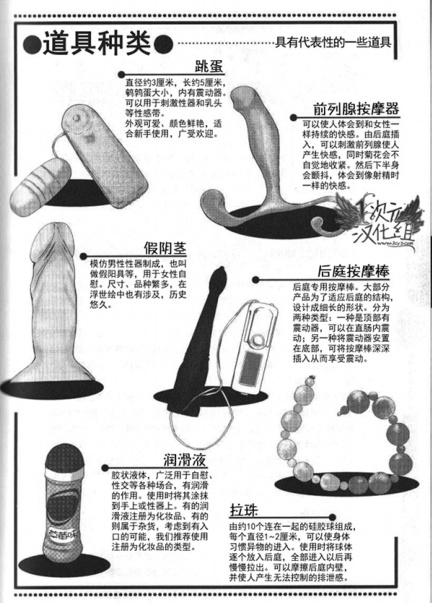 ●道具种类●
具有代表性的一些道具
跳蛋
直径约3厘米，长约5厘米，
鹌鹑蛋大小，内有震动器。
可以用于刺激性器和乳头
等性感带。
外观可爱、颜色鲜艳，适
合新手使用，广受欢迎。
前列腺按摩器
可以使人体会到和女性一
样持续的快感。由后庭插
入，可以刺激前列腺使人
产生快感，同时菊花会不
自觉地收紧。然后下半身
会颤抖，体会到像射精时
一样的快感。
次元
汉化组
假阴茎
模仿男性性器制成，也叫
做假阳具等，用于女性自
慰。尺寸、品种繁多，在
浮世绘中也有涉及，历史
悠久。
后庭按摩棒
后庭专用按摩棒。大部分
产品为了适应后庭的结构，
设计成细长的形状。分为
两种类型：一种是顶部有
震动器，可以在直肠内震
动；另一种将震动器安置
在底部，可将按摩棒深深
插入从而享受震动。
润滑液
胶状液体，广泛用于自慰、
性交等各种场合，有润滑
的作用。使用时将其涂抹
到手上或性器上。有的润
滑液注册为化妆品、有的
则属于杂货，考虑到有入
口的可能，我们推荐使用
注册为化妆品的类型。
拉珠
由约10个连在一起的硅胶球组成，
每个直径1~2厘米，可以使身体
习惯异物的进入。使用时将球体
逐个放入后庭，全部进入以后再
慢慢拉出。可以摩擦后庭内壁，
并使人产生无法控制的排泄感。